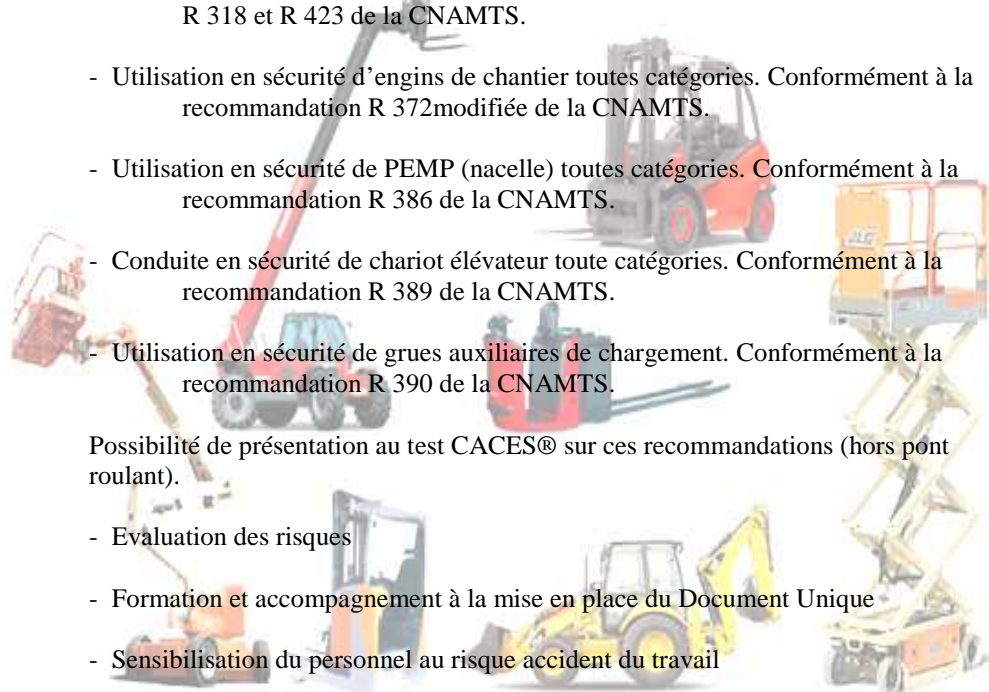 R 318 et R 423 de la CNAMTS.
- Utilisation en sécurité d’engins de chantier toutes catégories. Conformément à la
recommandation R 372modifiée de la CNAMTS.
- Utilisation en sécurité de PEMP (nacelle) toutes catégories. Conformément à la
recommandation R 386 de la CNAMTS.
JLG
- Conduite en sécurité de chariot élévateur toute catégories. Conformément à la
recommandation R 389 de la CNAMTS.
- Utilisation en sécurité de grues auxiliaires de chargement. Conformément à la
recommandation R 390 de la CNAMTS.
Possibilité de présentation au test CACES® sur ces recommandations (hors pont
roulant).
- Evaluation des risques
- Formation et accompagnement à la mise en place du Document Unique
- Sensibilisation du personnel au risque accident du travail